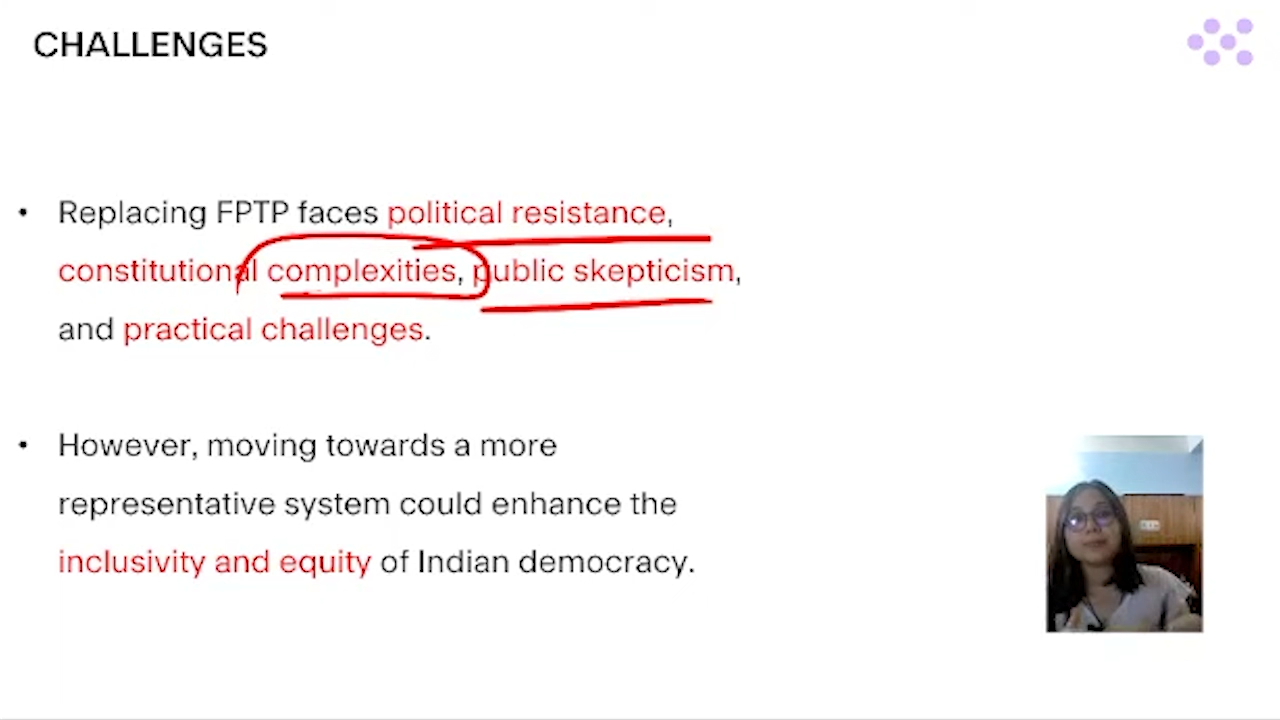 CHALLENGES
• Replacing FPTP faces political resistance,
constitutional complexities, public skepticism,
and practical challenges.
• However, moving towards a more
representative system could enhance the
inclusivity and equity of Indian democracy.